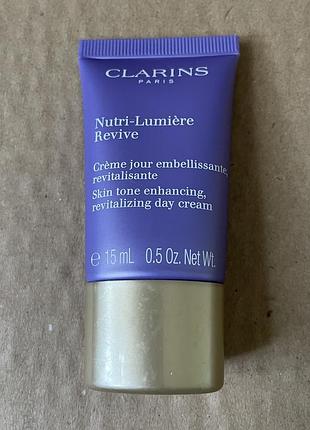 CLARINS
PARIS
Nutri-Lumière
Revive
Crème jour embellissante,
revitalisante
Skin tone enhancing,
revitalizing day cream
℮ 15 mL 0.5 Oz. Net Wt.